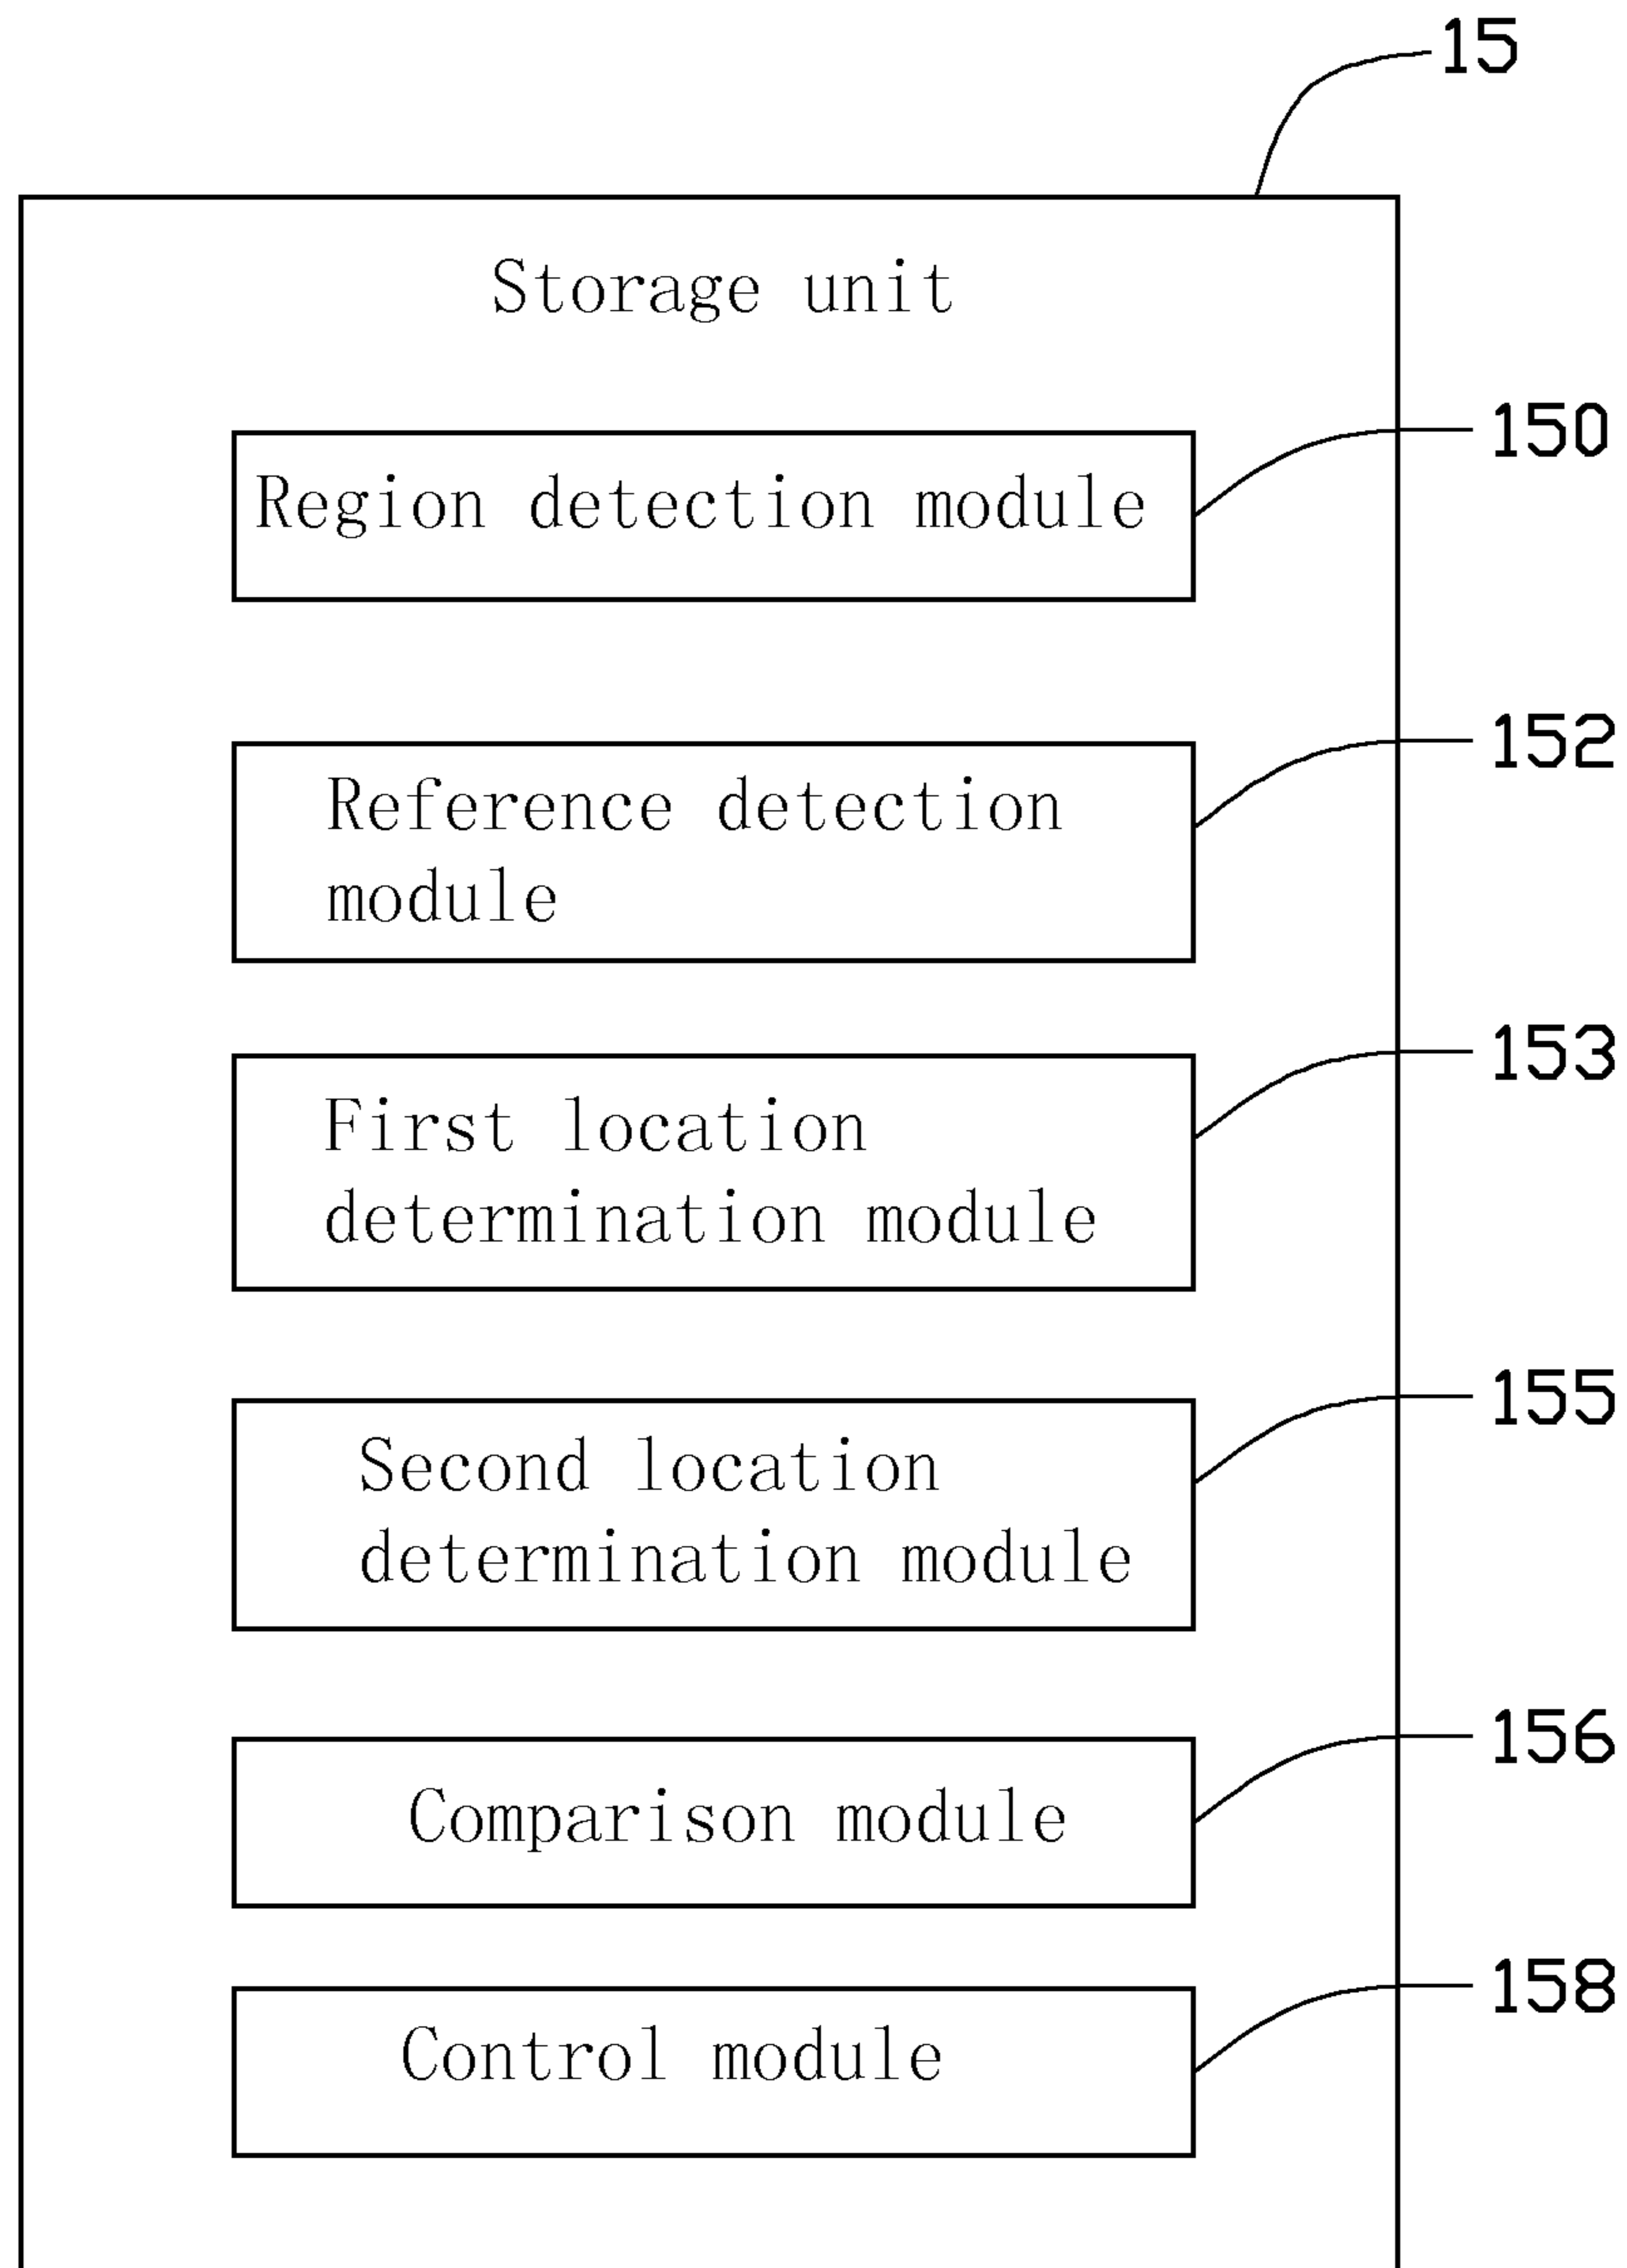 15
Storage unit
150
Region detection module
152
Reference detection
module
153
First location
determination module
155
Second location
determination module
156
Comparison module
158
Control module